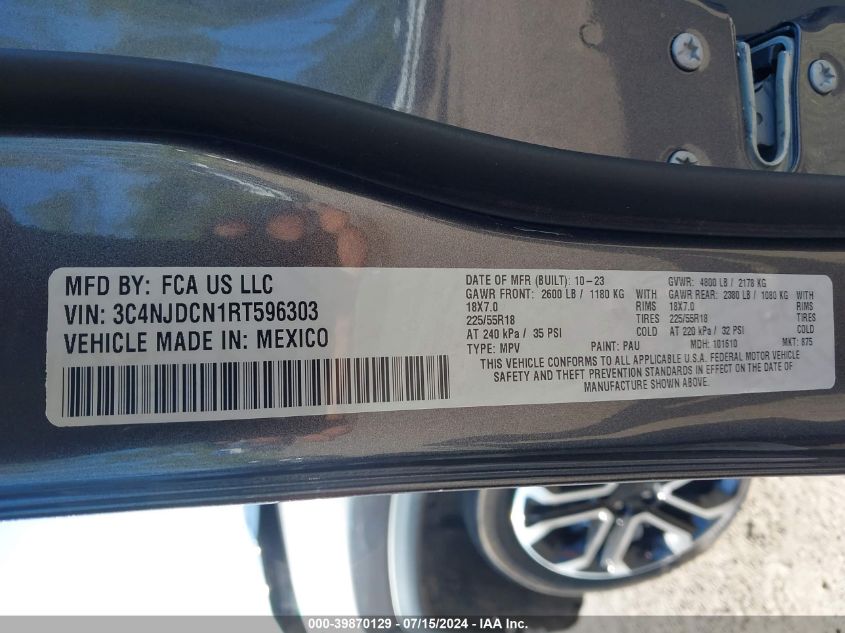 MFD BY: FCA US LLC
VIN: 3C4NJDCN1RT596303
VEHICLE MADE IN: MEXICO
DATE OF MFR (BUILT): 10-23 GVWR: 4800 LB / 2178 KG
GAWR FRONT: 2600 LB / 1180 KG WITH GAWR REAR: 2380 LB / 1080 KG WITH
18X7.0 RIMS 18X7.0 RIMS
225/55R18 TIRES 225/55R18 TIRES
AT 240 kPa / 35 PSI COLD AT 220 kPa / 32 PSI COLD
TYPE: MPV PAINT: PAU MDH: 101610 MKT: 875
THIS VEHICLE CONFORMS TO ALL APPLICABLE U.S.A. FEDERAL MOTOR VEHICLE
SAFETY AND THEFT PREVENTION STANDARDS IN EFFECT ON THE DATE OF
MANUFACTURE SHOWN ABOVE.
000-39870129 - 07/15/2024 - IAA Inc.